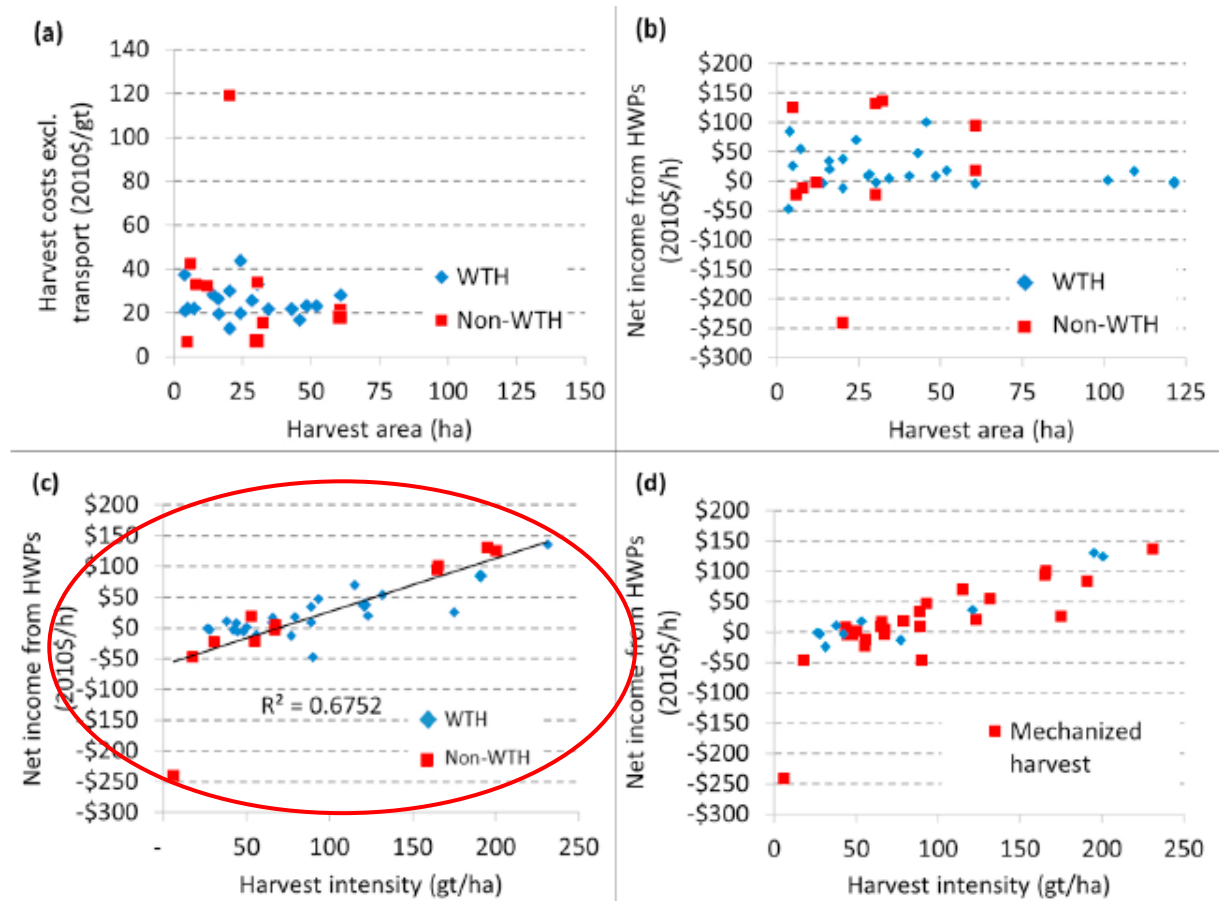 (a)
Harvest costs excl.
transport (2010$/gt)
140
120
100
80
60
40
20
0
WTH
Non-WTH
0 25 50 75 100 125 150
Harvest area (ha)
(b)
Net income from HWPs
(2010$/h)
$200
$150
$100
$50
$0
-$50
-$100
-$150
-$200
-$250
-$300
WTH
Non-WTH
0 25 50 75 100 125
Harvest area (ha)
(c)
Net income from HWPs
(2010$/h)
$200
$150
$100
$50
$0
-$50
-$100
-$150
-$200
-$250
-$300
R² = 0.6752
WTH
Non-WTH
- 50 100 150 200 250
Harvest intensity (gt/ha)
(d)
Net income from HWPs
(2010$/h)
$200
$150
$100
$50
$0
-$50
-$100
-$150
-$200
-$250
-$300
Mechanized
harvest
0 50 100 150 200 250
Harvest intensity (gt/ha)